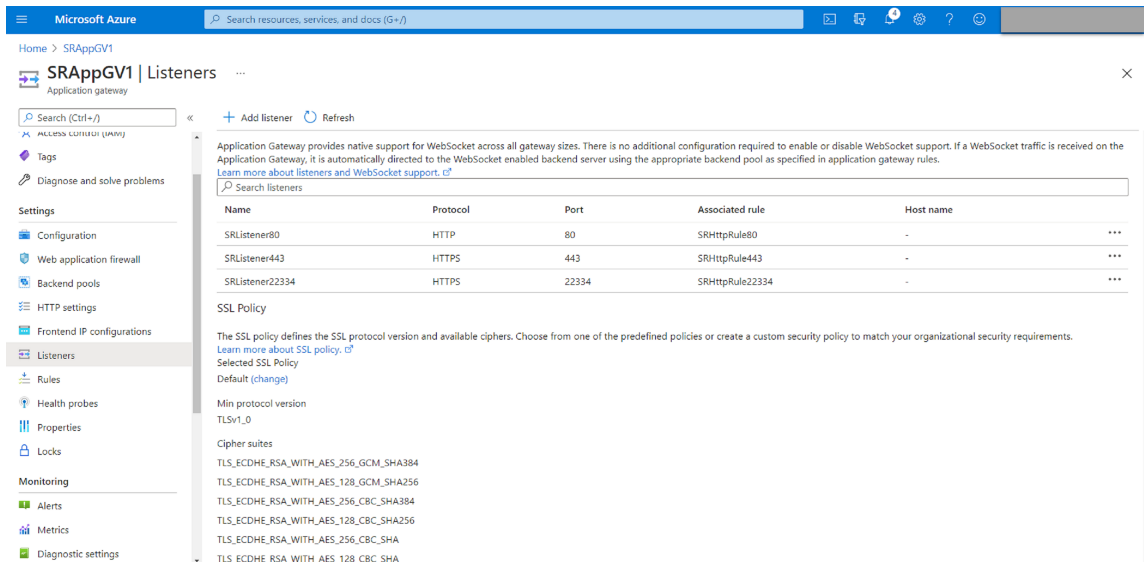 Microsoft Azure
Search resources, services, and docs (G+/)
4
Home > SRAppGV1
SRAppGV1 | Listeners ...
Application gateway
Search (Ctrl+/)
«
Access control (IAM)
Tags
Diagnose and solve problems
Settings
Configuration
Web application firewall
Backend pools
HTTP settings
Frontend IP configurations
Listeners
Rules
Health probes
Properties
Locks
Monitoring
Alerts
Metrics
Diagnostic settings
Add listener Refresh
Application Gateway provides native support for WebSocket across all gateway sizes. There is no additional configuration required to enable or disable WebSocket support. If a WebSocket traffic is received on the
Application Gateway, it is automatically directed to the WebSocket enabled backend server using the appropriate backend pool as specified in application gateway rules.
Learn more about listeners and WebSocket support.
Search listeners
Name Protocol Port Associated rule Host name
SRListener80 HTTP 80 SRHttpRule80 - ...
SRListener443 HTTPS 443 SRHttpRule443 - ...
SRListener22334 HTTPS 22334 SRHttpRule22334 - ...
SSL Policy
The SSL policy defines the SSL protocol version and available ciphers. Choose from one of the predefined policies or create a custom security policy to match your organizational security requirements.
Learn more about SSL policy.
Selected SSL Policy
Default (change)
Min protocol version
TLSv1_0
Cipher suites
TLS_ECDHE_RSA_WITH_AES_256_GCM_SHA384
TLS_ECDHE_RSA_WITH_AES_128_GCM_SHA256
TLS_ECDHE_RSA_WITH_AES_256_CBC_SHA384
TLS_ECDHE_RSA_WITH_AES_128_CBC_SHA256
TLS_ECDHE_RSA_WITH_AES_256_CBC_SHA
TLS_ECDHE_RSA_WITH_AES_128_CBC_SHA